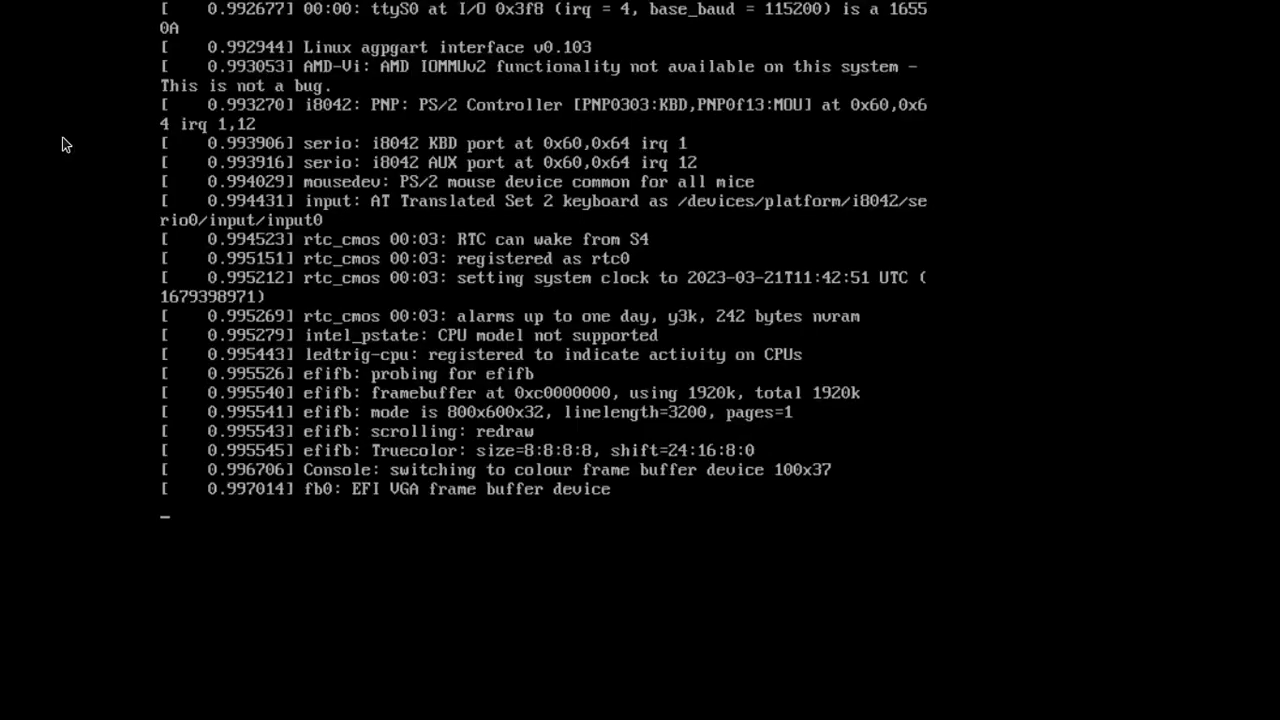 [    0.992677] 00:00: ttyS0 at I/O 0x3f8 (irq = 4, base_baud = 115200) is a 1655
0A
[    0.992944] Linux agpgart interface v0.103
[    0.993053] AMD-Vi: AMD IOMMUv2 functionality not available on this system -
This is not a bug.
[    0.993270] i8042: PNP: PS/2 Controller [PNP0303:KBD,PNP0f13:MOU] at 0x60,0x6
4 irq 1,12
[    0.993906] serio: i8042 KBD port at 0x60,0x64 irq 1
[    0.993916] serio: i8042 AUX port at 0x60,0x64 irq 12
[    0.994029] mousedev: PS/2 mouse device common for all mice
[    0.994431] input: AT Translated Set 2 keyboard as /devices/platform/i8042/se
rio0/input/input0
[    0.994523] rtc_cmos 00:03: RTC can wake from S4
[    0.995151] rtc_cmos 00:03: registered as rtc0
[    0.995212] rtc_cmos 00:03: setting system clock to 2023-03-21T11:42:51 UTC (
1679398971)
[    0.995269] rtc_cmos 00:03: alarms up to one day, y3k, 242 bytes nvram
[    0.995279] intel_pstate: CPU model not supported
[    0.995443] ledtrig-cpu: registered to indicate activity on CPUs
[    0.995526] efifb: probing for efifb
[    0.995540] efifb: framebuffer at 0xc0000000, using 1920k, total 1920k
[    0.995541] efifb: mode is 800x600x32, linelength=3200, pages=1
[    0.995543] efifb: scrolling: redraw
[    0.995545] efifb: Truecolor: size=8:8:8:8, shift=24:16:8:0
[    0.996706] Console: switching to colour frame buffer device 100x37
[    0.997014] fb0: EFI VGA frame buffer device
_